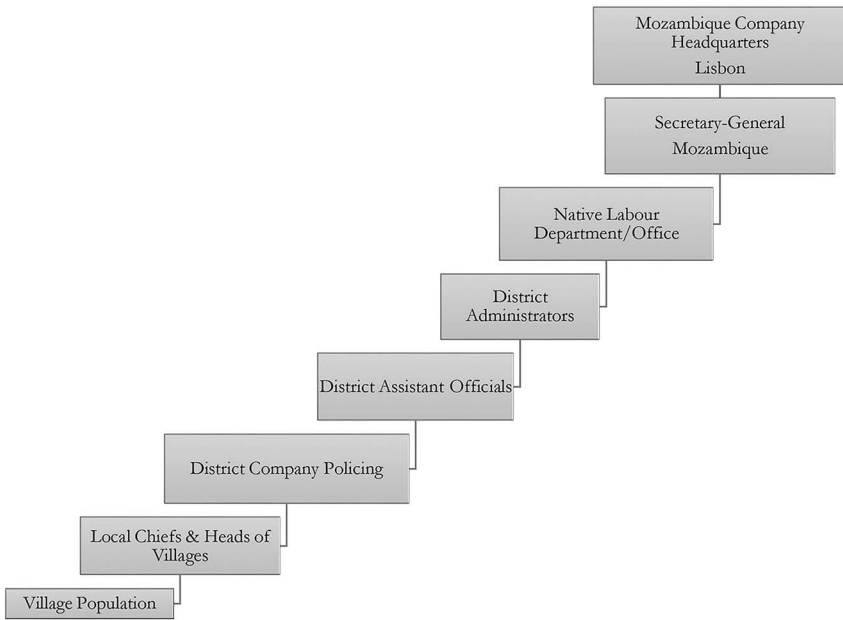 Mozambique Company
Headquarters
Lisbon
Secretary-General
Mozambique
Native Labour
Department/Office
District
Administrators
District Assistant Officials
District Company Policing
Local Chiefs & Heads of
Villages
Village Population